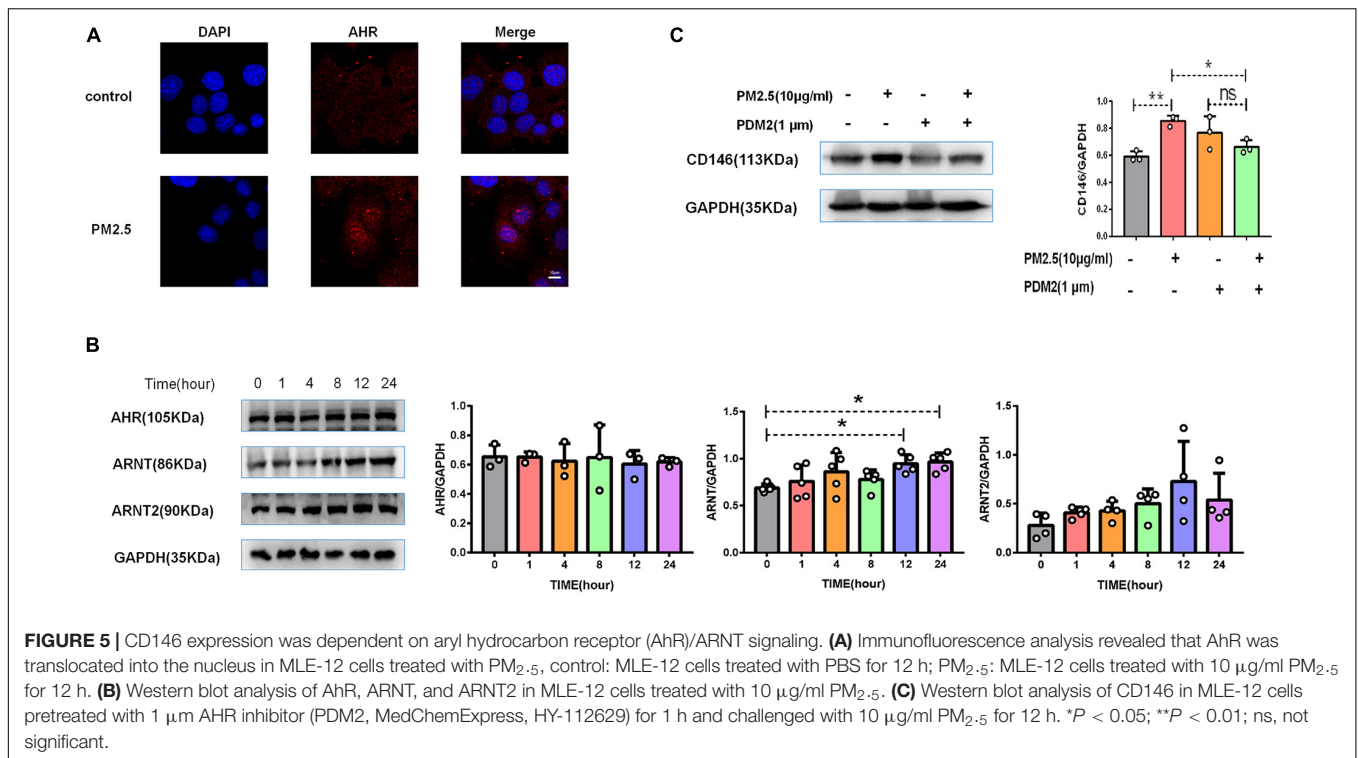 A
DAPI AHR Merge
control
PM2.5
10μm
C
PM2.5(10μg/ml) - + - +
PDM2(1 μm) - - + +
CD146(113KDa)
GAPDH(35KDa)
*
** ns
CD146/GAPDH
1.0
0.8
0.6
0.4
0.2
0.0
PM2.5(10μg/ml) - + - +
PDM2(1 μm) - - + +
B
Time(hour) 0 1 4 8 12 24
AHR(105KDa)
ARNT(86KDa)
ARNT2(90KDa)
GAPDH(35KDa)
AHR/GAPDH
1.0
0.8
0.6
0.4
0.2
0.0
0 1 4 8 12 24
TIME(hour)
*
*
ARNT/GAPDH
1.5
1.0
0.5
0.0
0 1 4 8 12 24
TIME(hour)
ARNT2/GAPDH
1.5
1.0
0.5
0.0
0 1 4 8 12 24
TIME(hour)
FIGURE 5 | CD146 expression was dependent on aryl hydrocarbon receptor (AhR)/ARNT signaling. (A) Immunofluorescence analysis revealed that AhR was
translocated into the nucleus in MLE-12 cells treated with PM2.5, control: MLE-12 cells treated with PBS for 12 h; PM2.5: MLE-12 cells treated with 10 μg/ml PM2.5
for 12 h. (B) Western blot analysis of AhR, ARNT, and ARNT2 in MLE-12 cells treated with 10 μg/ml PM2.5. (C) Western blot analysis of CD146 in MLE-12 cells
pretreated with 1 μm AHR inhibitor (PDM2, MedChemExpress, HY-112629) for 1 h and challenged with 10 μg/ml PM2.5 for 12 h. *P < 0.05; **P < 0.01; ns, not
significant.